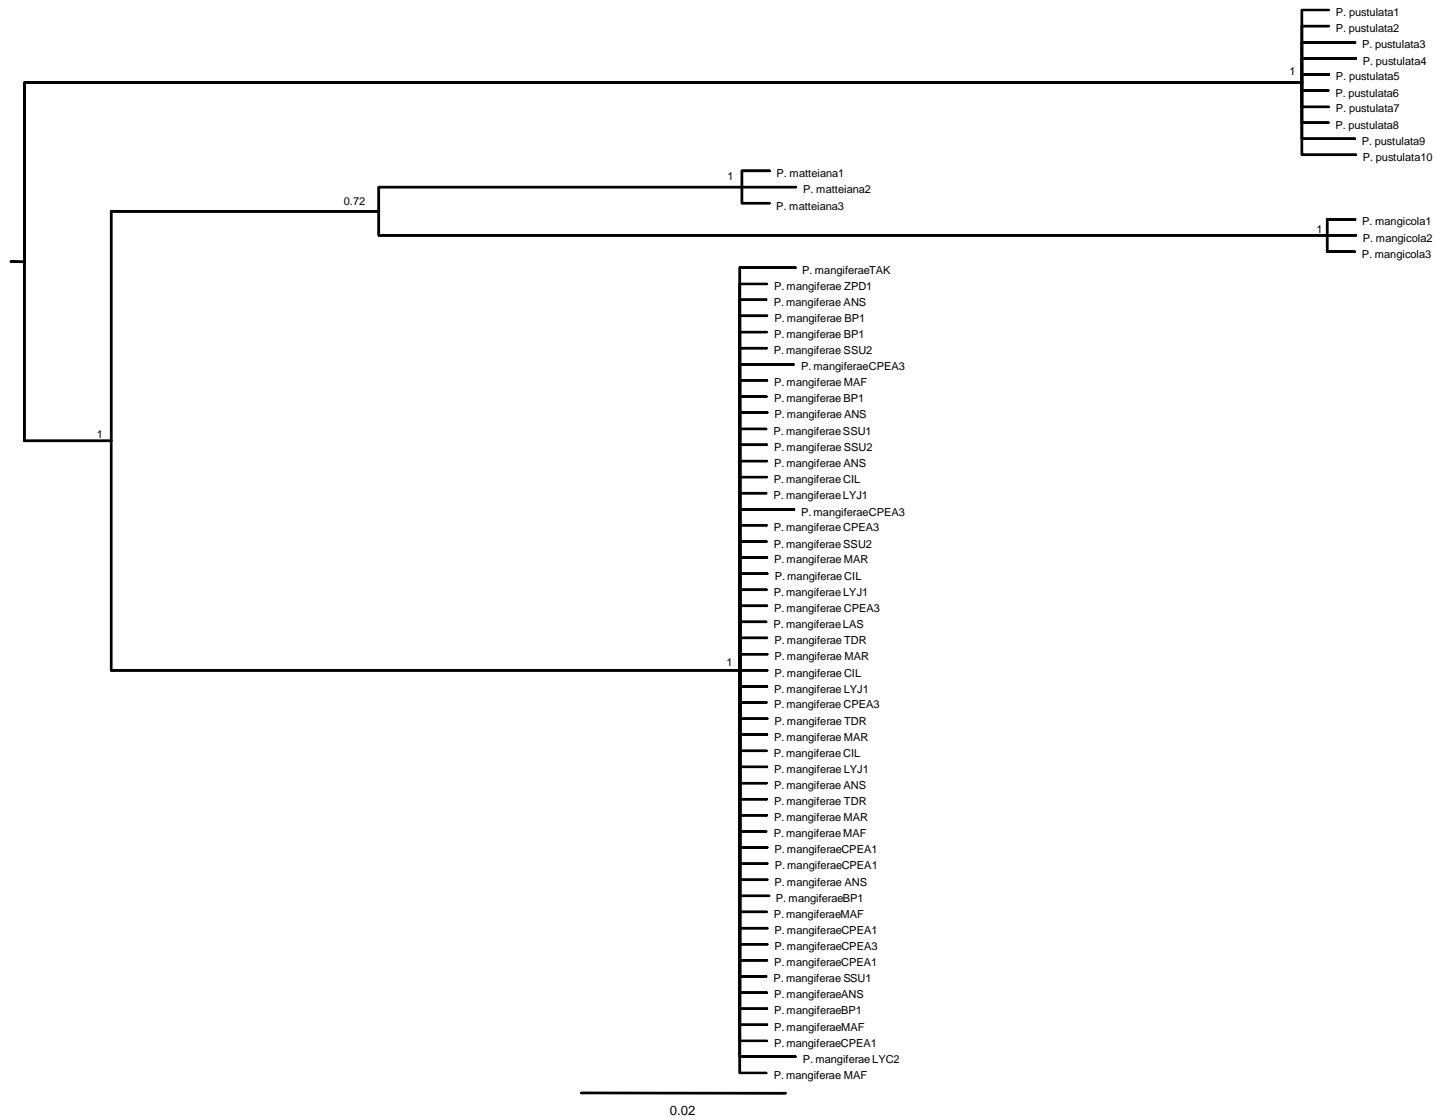 P. pustulata1
P. pustulata2
P. pustulata3
P. pustulata4
1
P. pustulata5
P. pustulata6
P. pustulata7
P. pustulata8
P. pustulata9
P. pustulata10
1
P. matteiana1
P. matteiana2
0.72
P. matteiana3
P. mangicola1
1
P. mangicola2
P. mangicola3
P. mangiferaeTAK
P. mangiferae ZPD1
P. mangiferae ANS
P. mangiferae BP1
P. mangiferae BP1
P. mangiferae SSU2
P. mangiferaeCPEA3
P. mangiferae MAF
P. mangiferae BP1
P. mangiferae ANS
P. mangiferae SSU1
1
P. mangiferae SSU2
P. mangiferae ANS
P. mangiferae CIL
P. mangiferae LYJ1
P. mangiferaeCPEA3
P. mangiferae CPEA3
P. mangiferae SSU2
P. mangiferae MAR
P. mangiferae CIL
P. mangiferae LYJ1
P. mangiferae CPEA3
P. mangiferae LAS
P. mangiferae TDR
P. mangiferae MAR
1
P. mangiferae CIL
P. mangiferae LYJ1
P. mangiferae CPEA3
P. mangiferae TDR
P. mangiferae MAR
P. mangiferae CIL
P. mangiferae LYJ1
P. mangiferae ANS
P. mangiferae TDR
P. mangiferae MAR
P. mangiferae MAF
P. mangiferaeCPEA1
P. mangiferaeCPEA1
P. mangiferae ANS
P. mangiferaeBP1
P. mangiferaeMAF
P. mangiferaeCPEA1
P. mangiferaeCPEA3
P. mangiferaeCPEA1
P. mangiferae SSU1
P. mangiferaeANS
P. mangiferaeBP1
P. mangiferaeMAF
P. mangiferaeCPEA1
P. mangiferae LYC2
P. mangiferae MAF
0.02